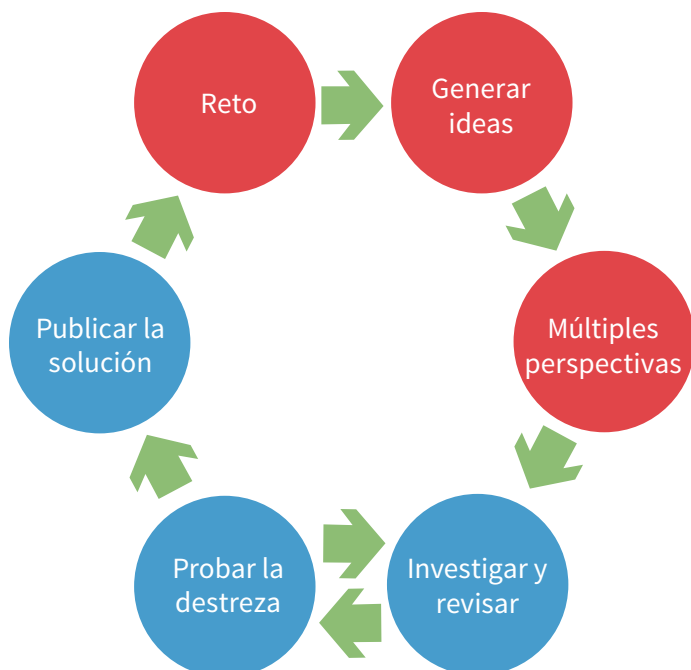 Reto
Generar
ideas
Múltiples
perspectivas
Investigar y
revisar
Probar la
destreza
Publicar la
solución